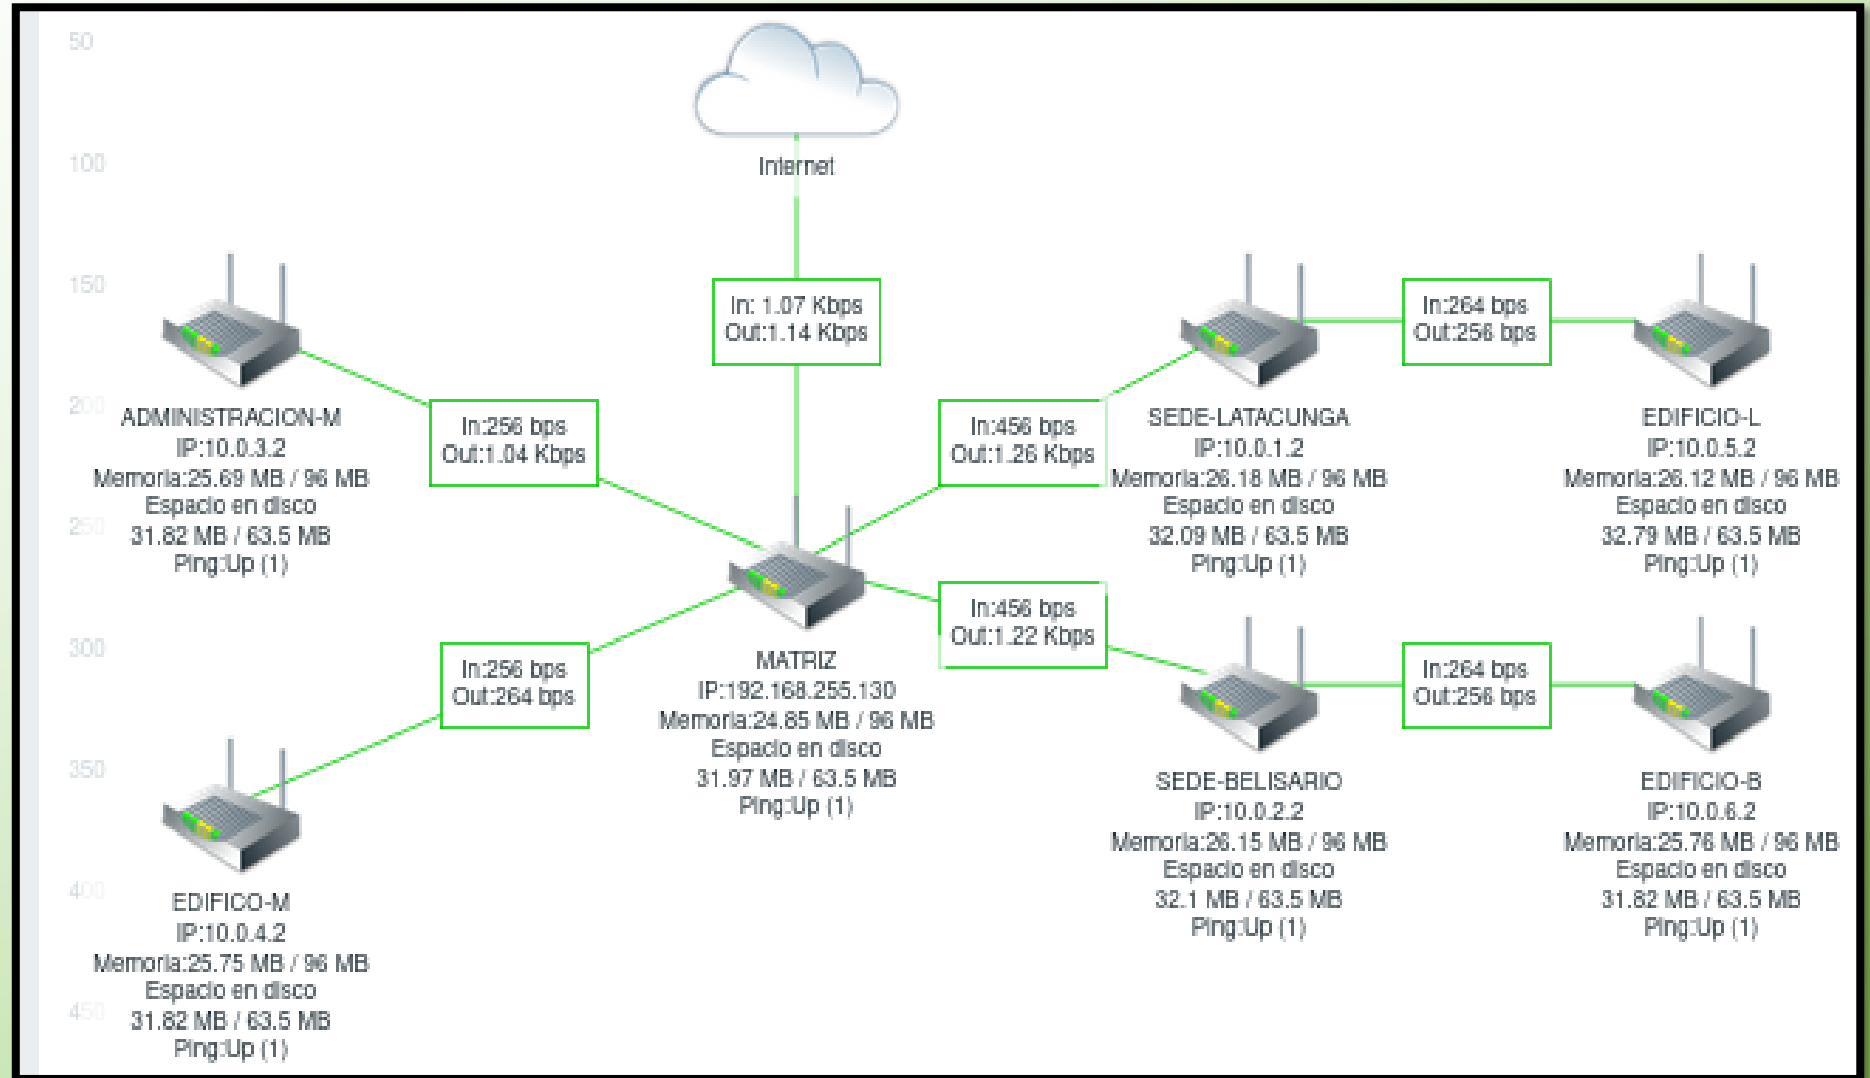 50
100
150
200
250
300
350
400
450
Internet
In: 1.07 Kbps
Out:1.14 Kbps
In:264 bps
Out:256 bps
ADMINISTRACION-M
IP:10.0.3.2
Memoria:25.69 MB / 96 MB
Espacio en disco
31.82 MB / 63.5 MB
Ping:Up (1)
In:256 bps
Out:1.04 Kbps
In:456 bps
Out:1.26 Kbps
SEDE-LATACUNGA
IP:10.0.1.2
Memoria:26.18 MB / 96 MB
Espacio en disco
32.09 MB / 63.5 MB
Ping:Up (1)
EDIFICIO-L
IP:10.0.5.2
Memoria:26.12 MB / 96 MB
Espacio en disco
32.79 MB / 63.5 MB
Ping:Up (1)
In:256 bps
Out:264 bps
MATRIZ
IP:192.168.255.130
Memoria:24.85 MB / 96 MB
Espacio en disco
31.97 MB / 63.5 MB
Ping:Up (1)
In:456 bps
Out:1.22 Kbps
In:264 bps
Out:256 bps
SEDE-BELISARIO
IP:10.0.2.2
Memoria:26.15 MB / 96 MB
Espacio en disco
32.1 MB / 63.5 MB
Ping:Up (1)
EDIFICIO-B
IP:10.0.6.2
Memoria:25.76 MB / 96 MB
Espacio en disco
31.82 MB / 63.5 MB
Ping:Up (1)
EDIFICO-M
IP:10.0.4.2
Memoria:25.75 MB / 96 MB
Espacio en disco
31.82 MB / 63.5 MB
Ping:Up (1)